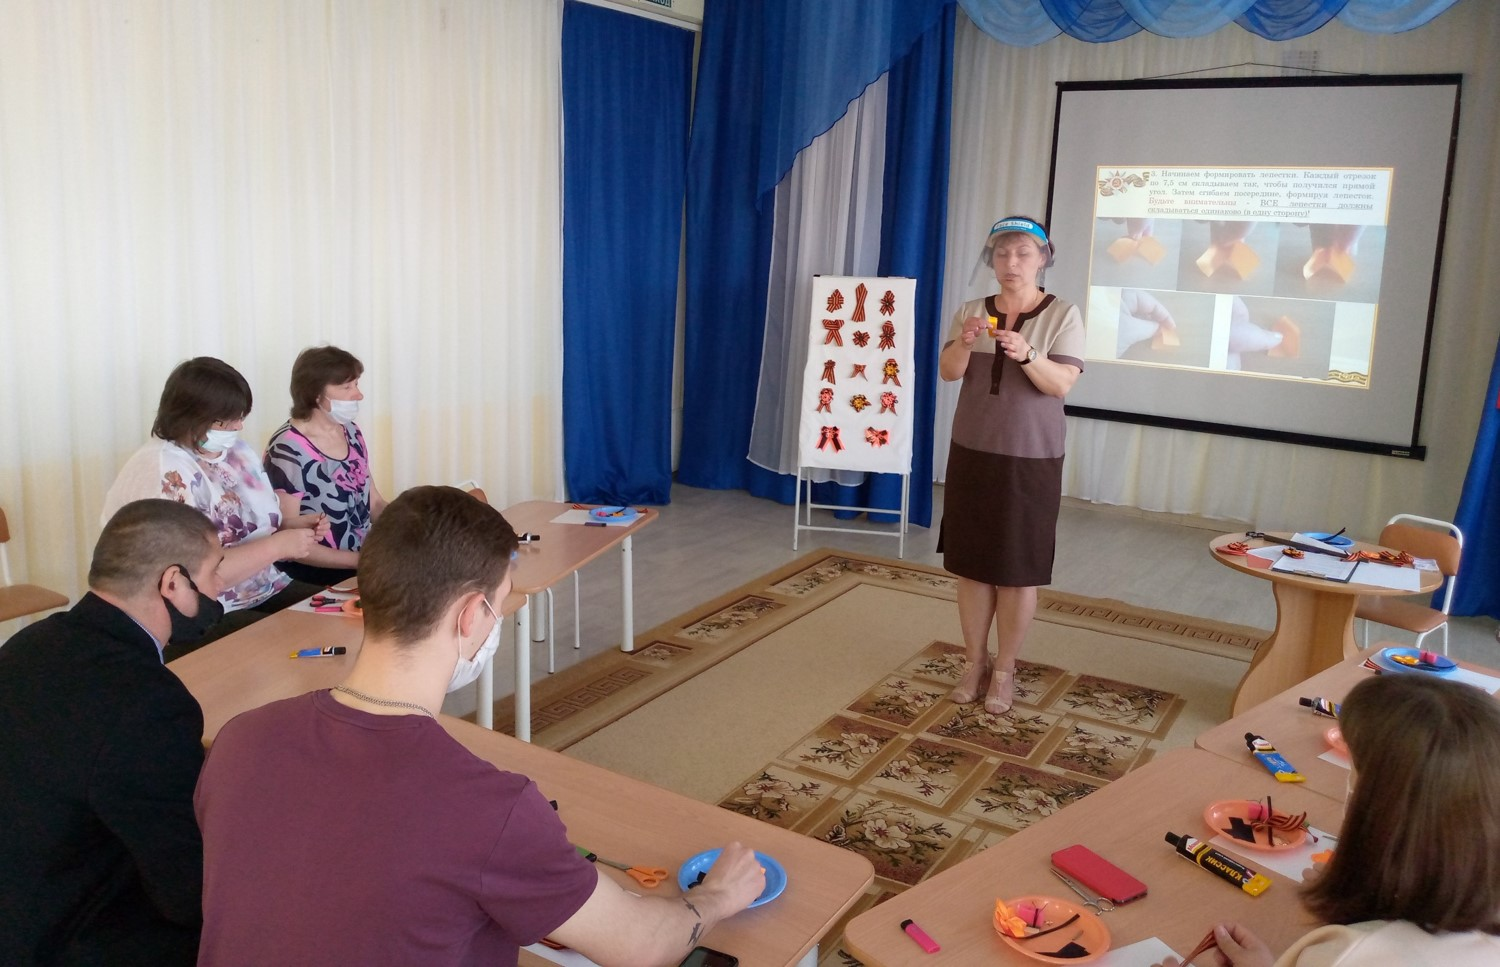 3. Начинаем формировать лепестки. Каждый отрезок
по 7,5 см складываем так, чтобы получился прямой
угол. Затем сгибаем посередине, формируя лепесток.
Будьте внимательны - ВСЕ лепестки должны
складываться одинаково (в одну сторону)!
КЛАССИК